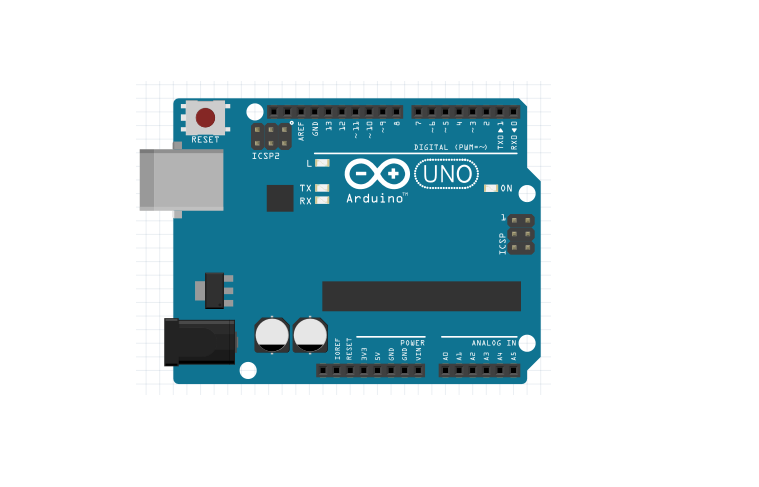 RESET
ICSP2
AREF
GND
13
12
~11
~10
~9
8
7
~6
~5
4
~3
2
TXD▶1
RXD◀0
DIGITAL (PWM=~)
L
TX
RX
Arduino™
UNO
ON
1
ICSP
IOREF
RESET
3V3
5V
GND
GND
VIN
POWER
A0
A1
A2
A3
A4
A5
ANALOG IN